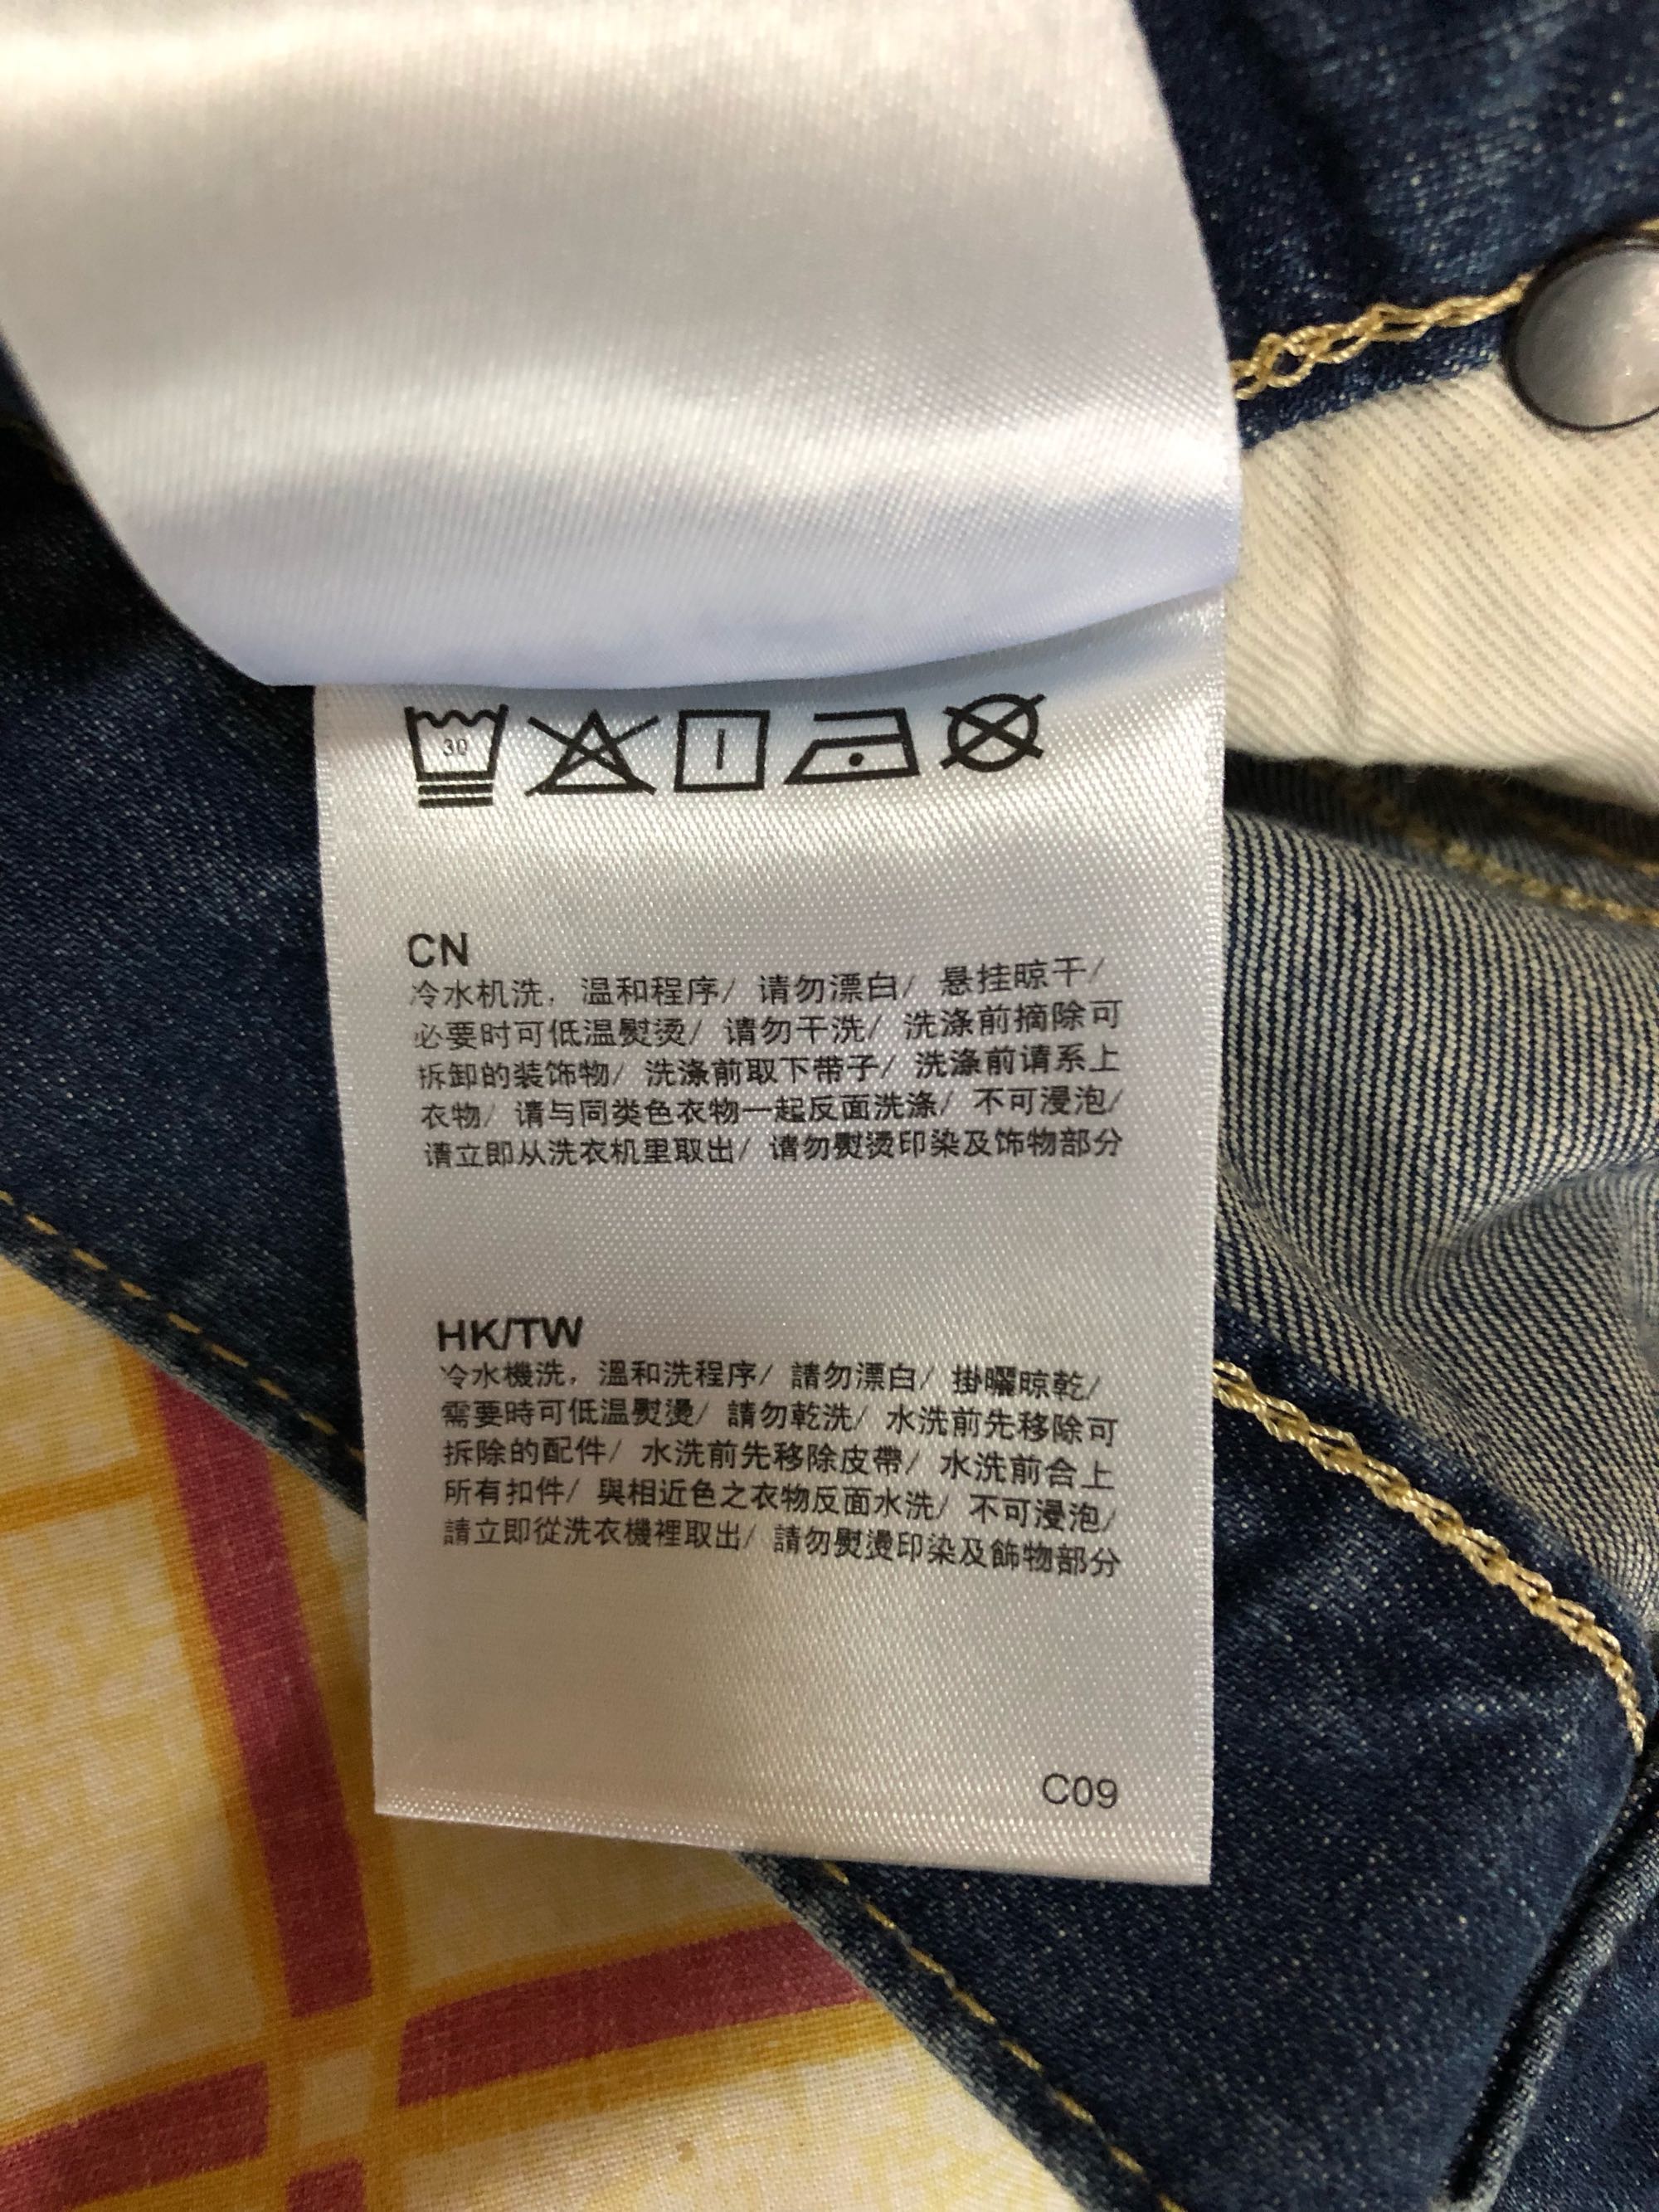 30
CN
冷水机洗，温和程序/ 请勿漂白/ 悬挂晾干/
必要时可低温熨烫/ 请勿干洗/ 洗涤前摘除可
拆卸的装饰物/ 洗涤前取下带子/ 洗涤前请系上
衣物/ 请与同类色衣物一起反面洗涤/ 不可浸泡/
请立即从洗衣机里取出/ 请勿熨烫印染及饰物部分
HK/TW
冷水機洗，溫和洗程序/ 請勿漂白/ 掛曬晾乾/
需要時可低温熨燙/ 請勿乾洗/ 水洗前先移除可
拆除的配件/ 水洗前先移除皮帶/ 水洗前合上
所有扣件/ 與相近色之衣物反面水洗/ 不可浸泡/
請立即從洗衣機裡取出/ 請勿熨燙印染及飾物部分
C09